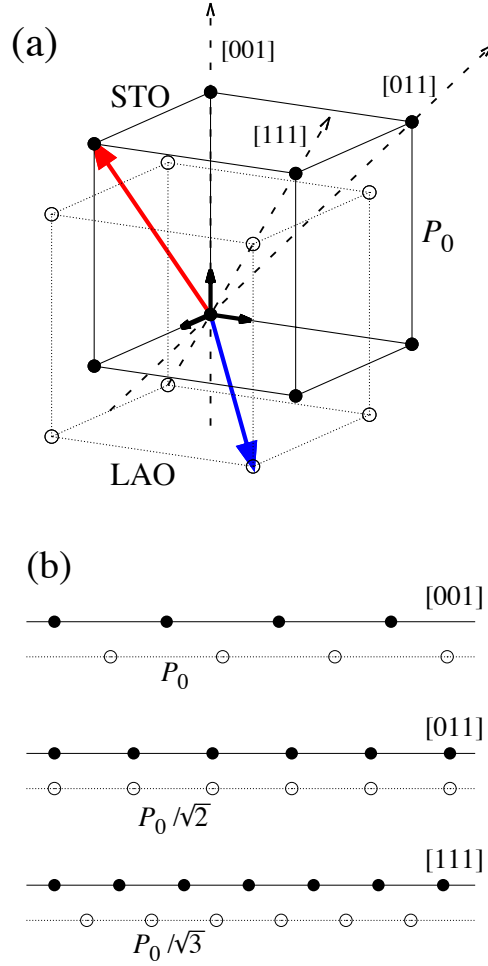 (a)
[001]
[011]
STO
[111]
P₀
LAO
(b)
[001]
P₀
[011]
P₀/√2
[111]
P₀/√3